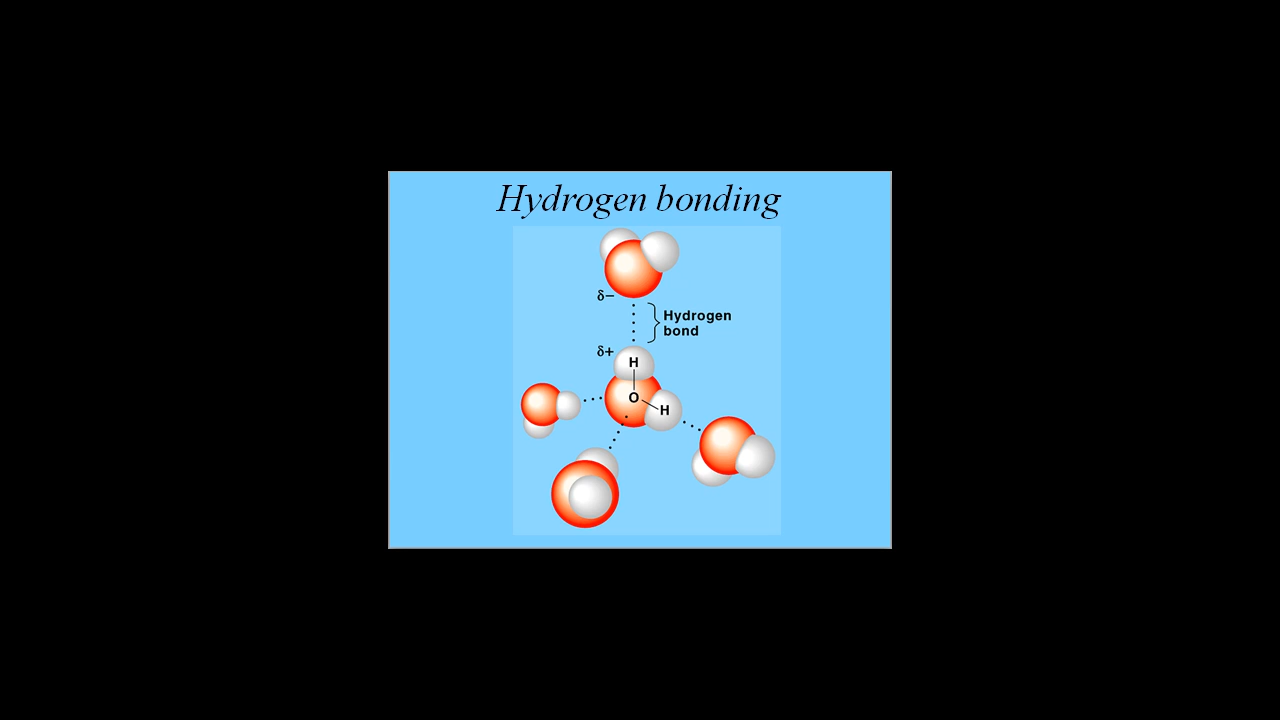 Hydrogen bonding
δ−
Hydrogen
bond
δ+
H
O
H